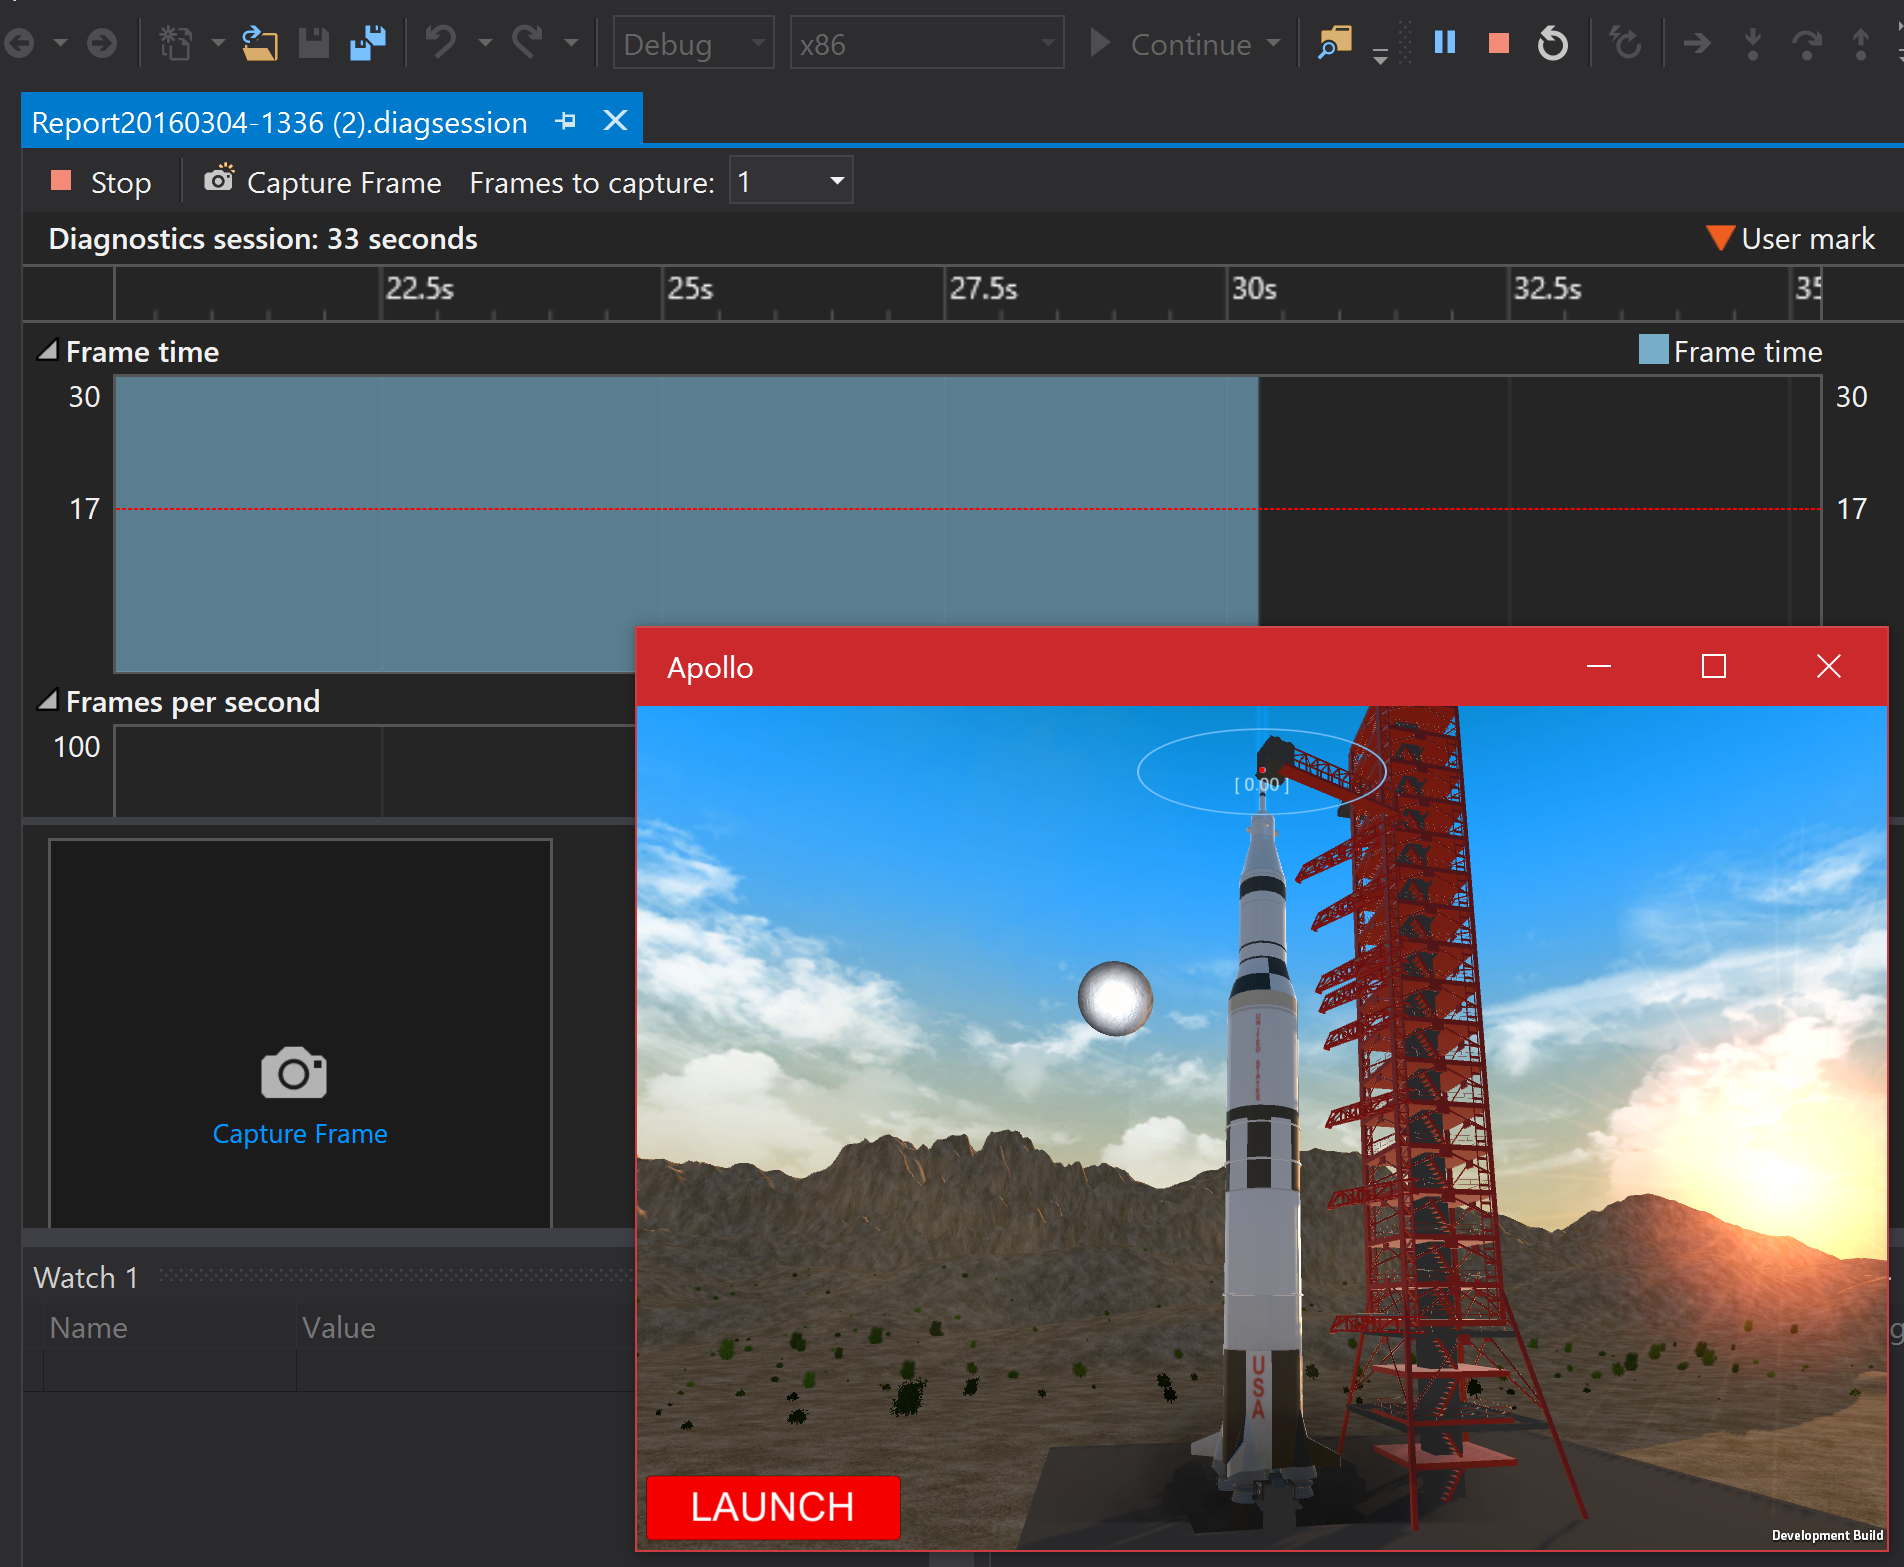 Debug x86 Continue
Report20160304-1336 (2).diagsession
Stop Capture Frame Frames to capture: 1
Diagnostics session: 33 seconds User mark
22.5s 25s 27.5s 30s 32.5s
Frame time Frame time
30 30
17 17
Apollo
Frames per second
100
[ 0.00 ]
UNITED STATES
Capture Frame
Watch 1
Name Value
USA
LAUNCH
Development Build